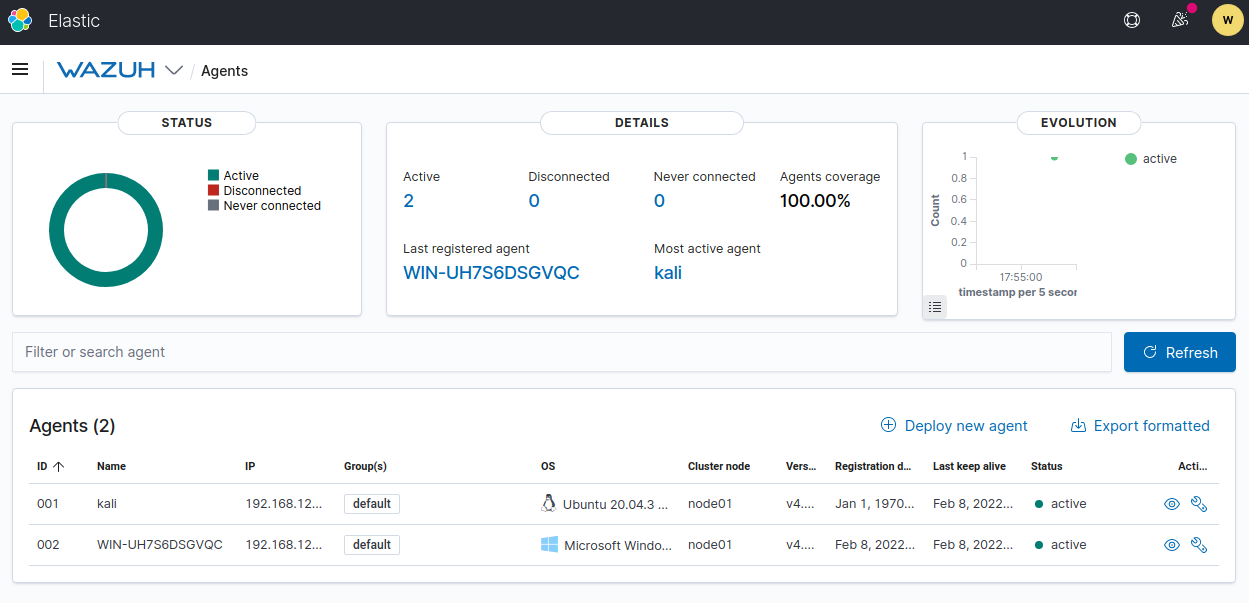 Elastic
W
WAZUH / Agents
STATUS
Active
Disconnected
Never connected
DETAILS
Active
2
Disconnected
0
Never connected
0
Agents coverage
100.00%
Last registered agent
WIN-UH7S6DSGVQC
Most active agent
kali
EVOLUTION
active
Count
1
0.8
0.6
0.4
0.2
0
17:55:00
timestamp per 5 secor
Filter or search agent
Refresh
Agents (2)
Deploy new agent
Export formatted
ID Name IP Group(s) OS Cluster node Vers... Registration d... Last keep alive Status Acti...
001 kali 192.168.12... default Ubuntu 20.04.3 ... node01 v4.... Jan 1, 1970... Feb 8, 2022... active
002 WIN-UH7S6DSGVQC 192.168.12... default Microsoft Windo... node01 v4.... Feb 8, 2022... Feb 8, 2022... active